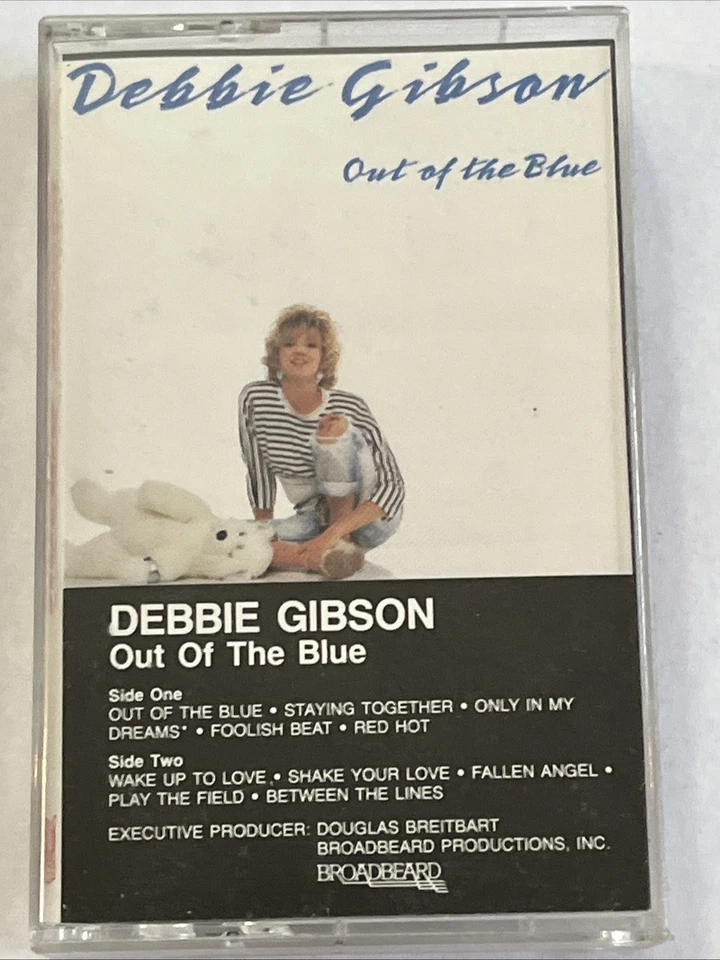 Debbie Gibson
Out of the Blue
DEBBIE GIBSON
Out Of The Blue
Side One
OUT OF THE BLUE • STAYING TOGETHER • ONLY IN MY
DREAMS* • FOOLISH BEAT • RED HOT
Side Two
WAKE UP TO LOVE • SHAKE YOUR LOVE • FALLEN ANGEL •
PLAY THE FIELD • BETWEEN THE LINES
EXECUTIVE PRODUCER: DOUGLAS BREITBART
BROADBEARD PRODUCTIONS, INC.
BROADBEARD